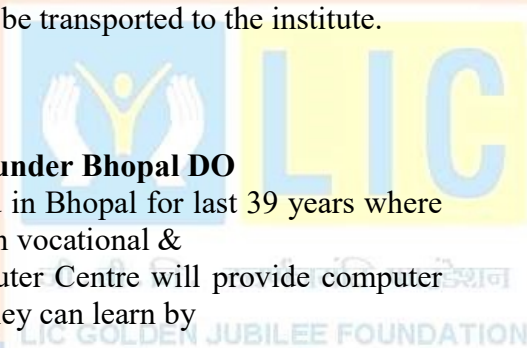 be transported to the institute.
LIC
under Bhopal DO
in Bhopal for last 39 years where
vocational &
uter Centre will provide computer
ey can learn by
LIC GOLDEN JUBILEE FOUNDATION